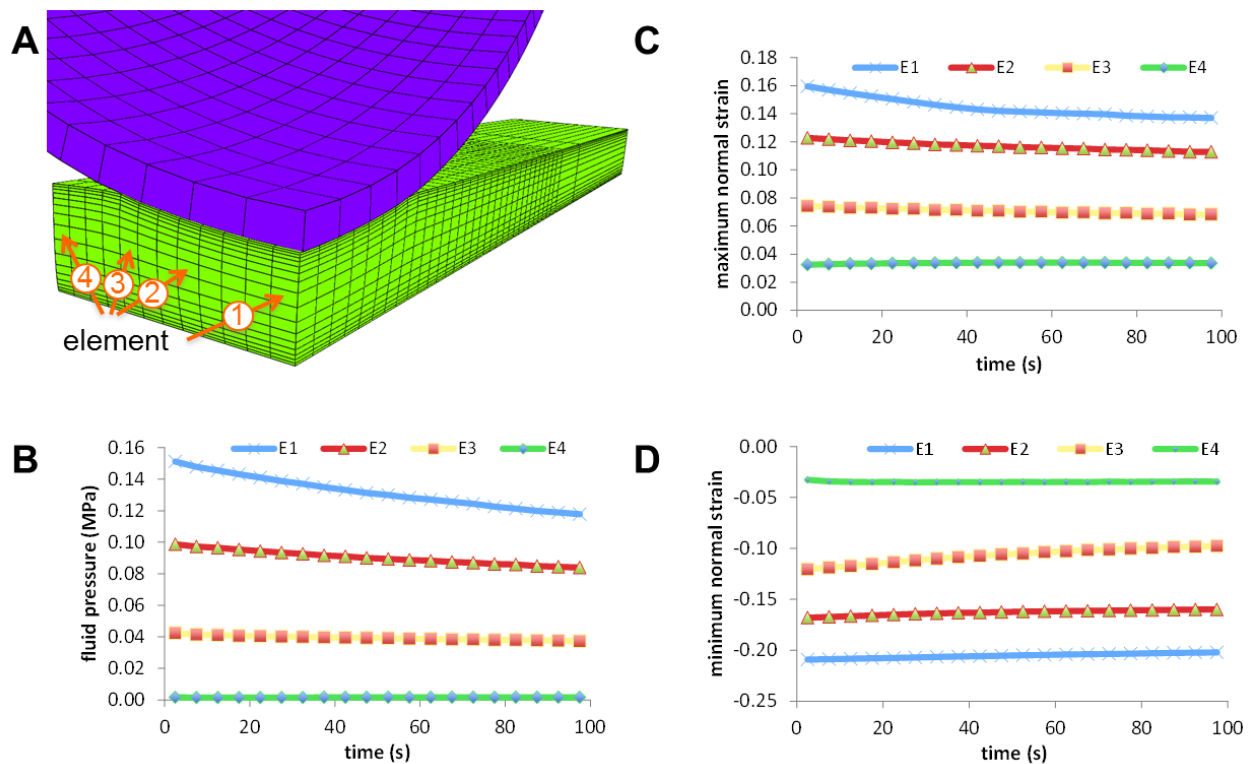 A
4
3
2
1
element
B
E1 E2 E3 E4
0.16
0.14
0.12
0.10
0.08
0.06
0.04
0.02
0.00
fluid pressure (MPa)
0 20 40 60 80 100
time (s)
C
E1 E2 E3 E4
0.18
0.16
0.14
0.12
0.10
0.08
0.06
0.04
0.02
0.00
maximum normal strain
0 20 40 60 80 100
time (s)
D
E1 E2 E3 E4
0.00
-0.05
-0.10
-0.15
-0.20
-0.25
minimum normal strain
0 20 40 60 80 100
time (s)